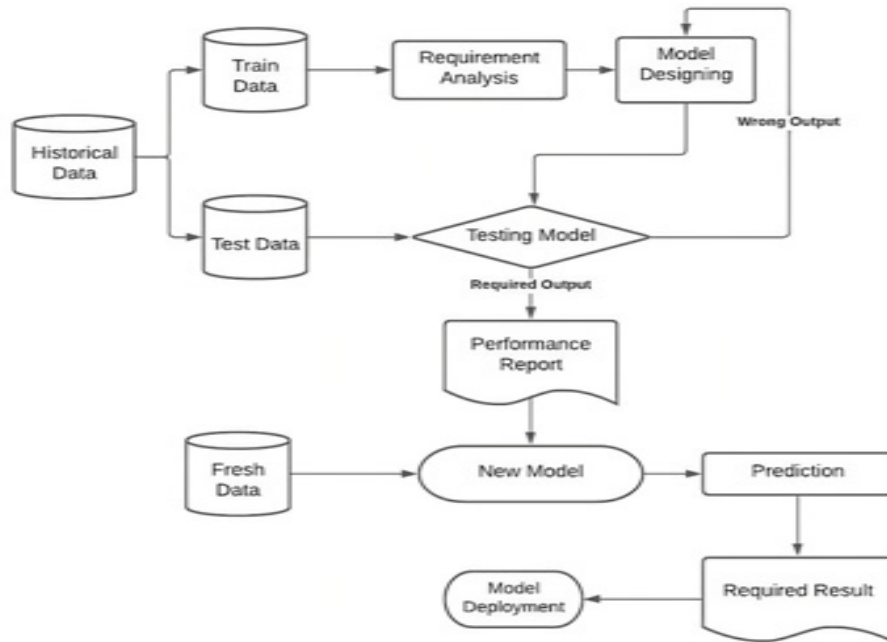 Train
Data
Requirement
Analysis
Model
Designing
Wrong Output
Historical
Data
Test Data
Testing Model
Required Output
Performance
Report
Fresh
Data
New Model
Prediction
Required Result
Model
Deployment